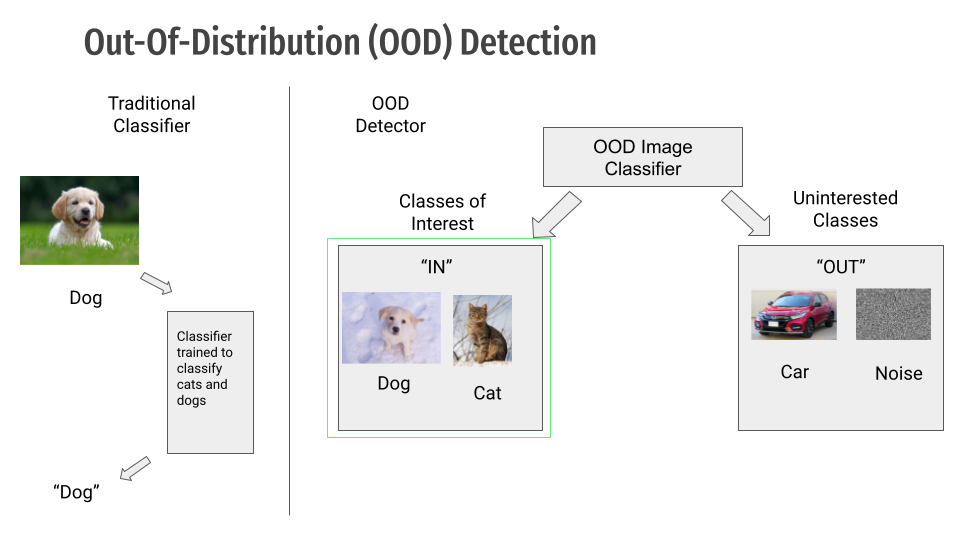 Out-Of-Distribution (OOD) Detection
Traditional
Classifier
Dog
Classifier
trained to
classify
cats and
dogs
“Dog”
OOD
Detector
OOD Image
Classifier
Classes of
Interest
“IN”
Dog
Cat
Uninterested
Classes
“OUT”
Car
Noise